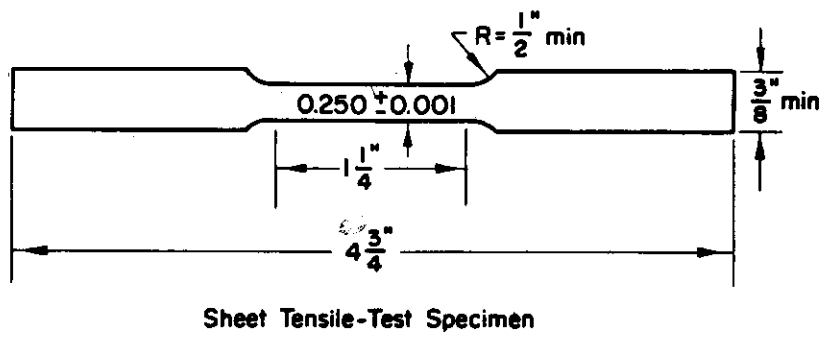 R = 1/2" min
0.250 ± 0.001
3/8" min
1 1/4"
4 3/4"
Sheet Tensile-Test Specimen